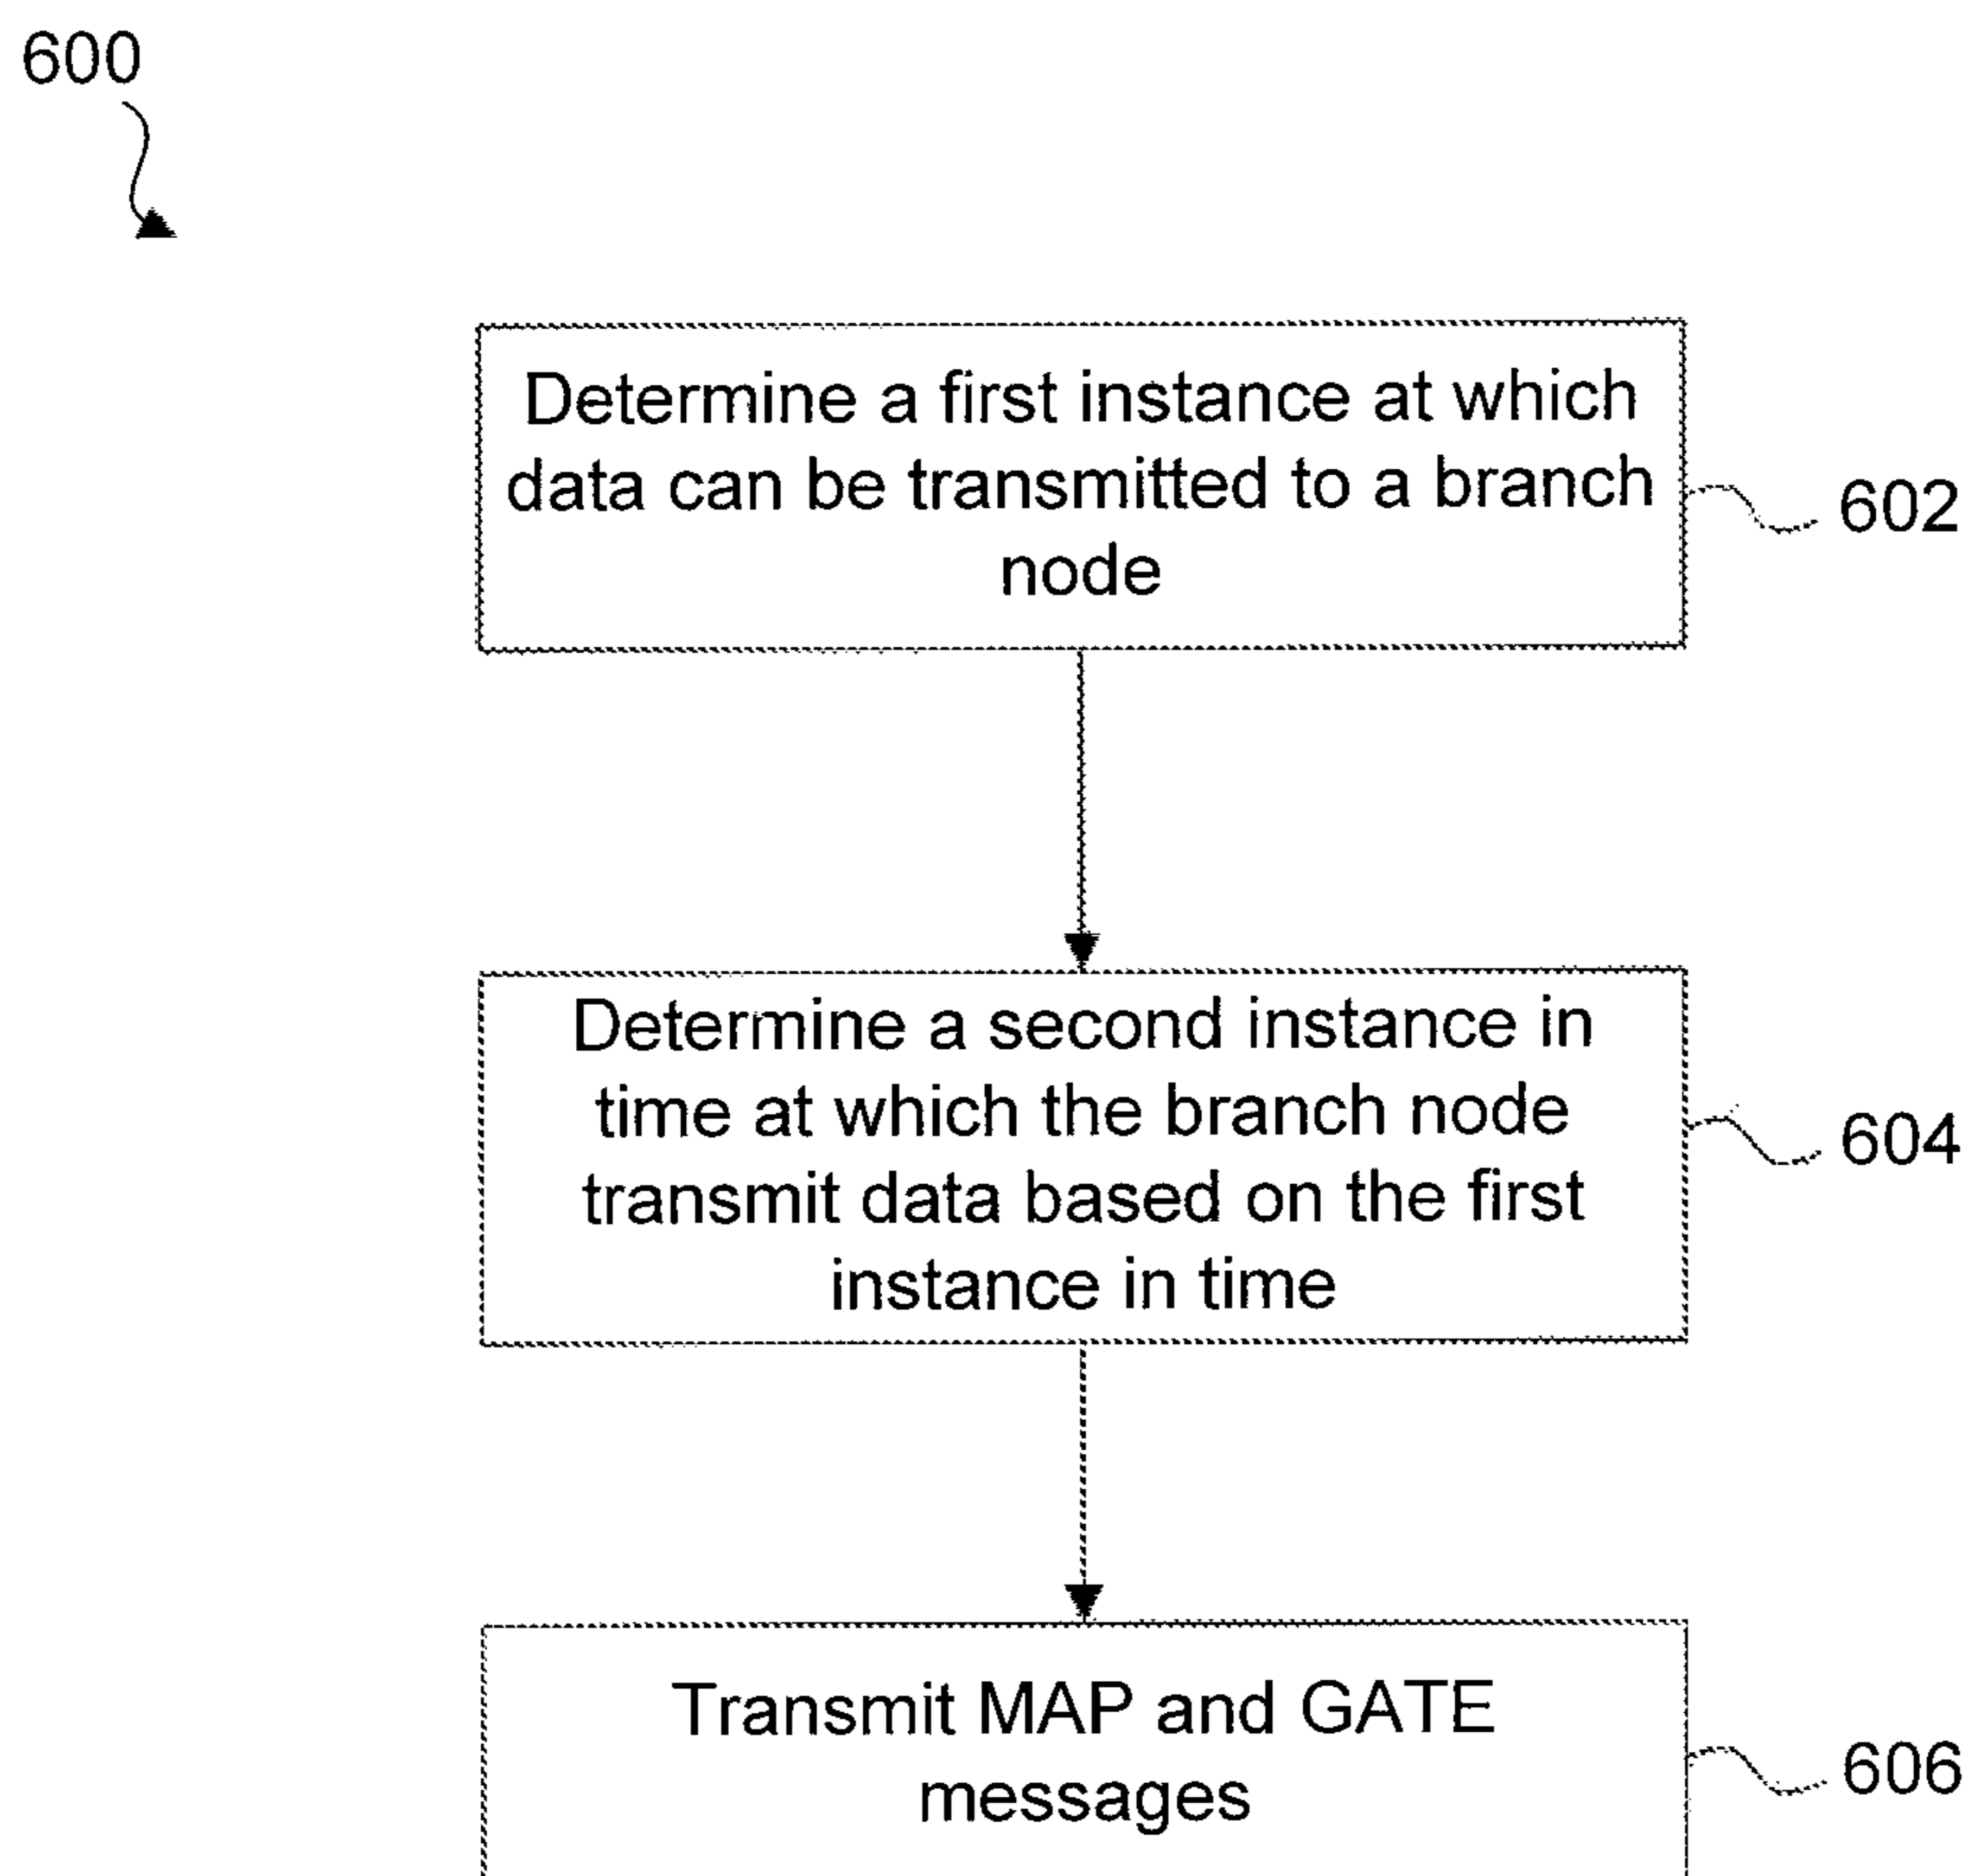 600
Determine a first instance at which
data can be transmitted to a branch
node
602
Determine a second instance in
time at which the branch node
transmit data based on the first
instance in time
604
Transmit MAP and GATE
messages
606